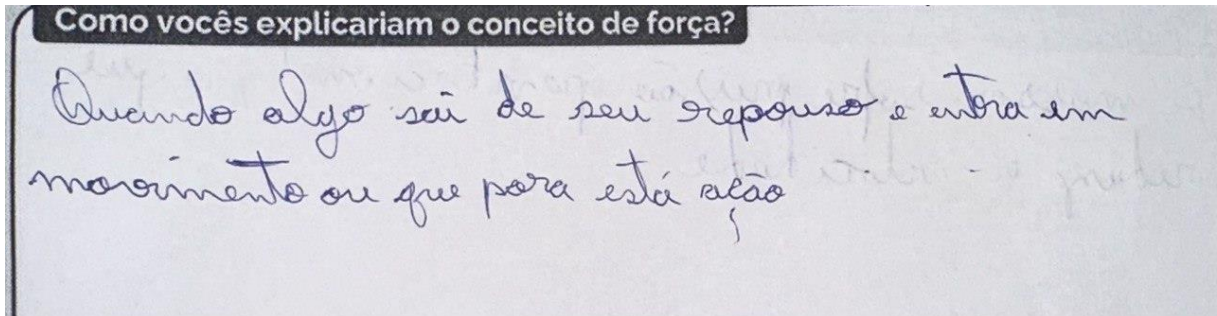 Como vocês explicariam o conceito de força?
Quando algo sai de seu repouso e entra em
movimento ou que para está ação